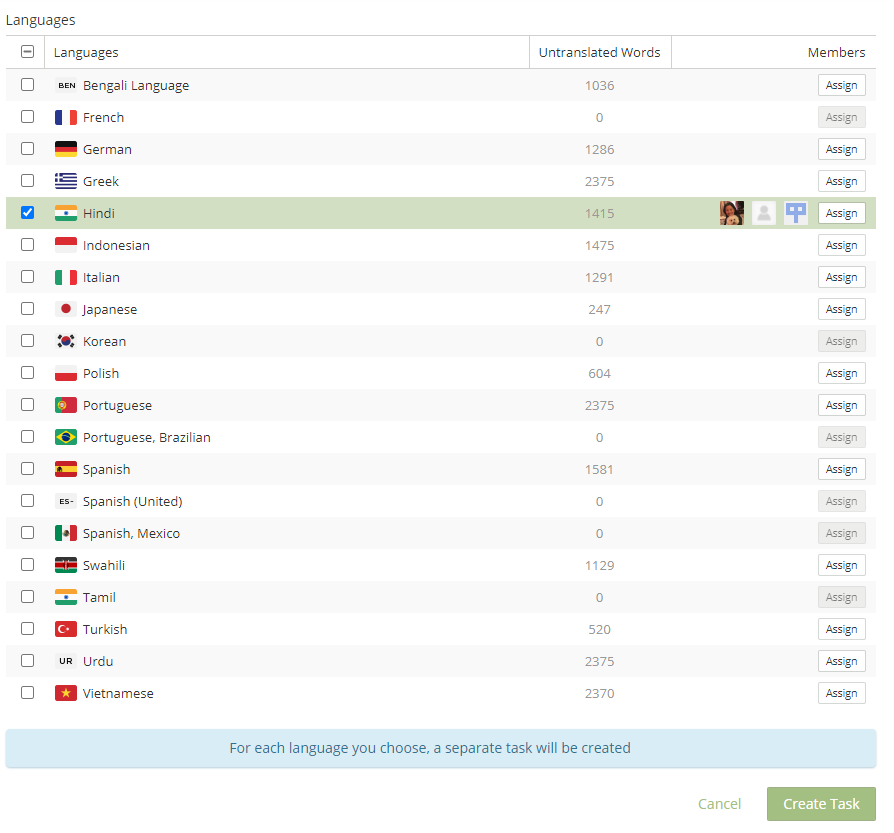 Languages
Languages Untranslated Words Members
BEN Bengali Language 1036 Assign
French 0 Assign
German 1286 Assign
Greek 2375 Assign
Hindi 1415 Assign
Indonesian 1475 Assign
Italian 1291 Assign
Japanese 247 Assign
Korean 0 Assign
Polish 604 Assign
Portuguese 2375 Assign
Portuguese, Brazilian 0 Assign
Spanish 1581 Assign
ES- Spanish (United) 0 Assign
Spanish, Mexico 0 Assign
Swahili 1129 Assign
Tamil 0 Assign
Turkish 520 Assign
UR Urdu 2375 Assign
Vietnamese 2370 Assign
For each language you choose, a separate task will be created
Cancel Create Task